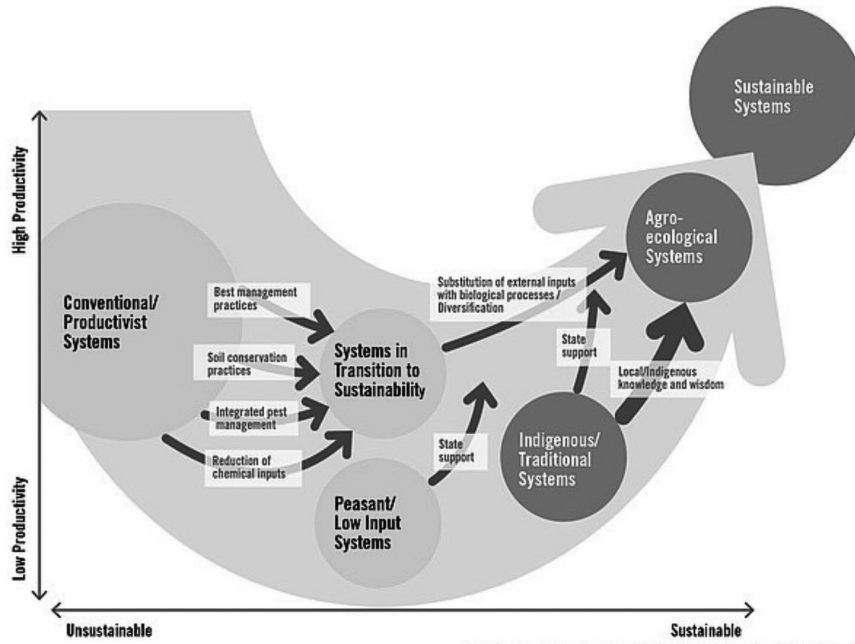 Sustainable
Systems
High Productivity
Agro-
ecological
Systems
Conventional/
Productivist
Systems
Best management
practices
Substitution of external inputs
with biological processes /
Diversification
Soil conservation
practices
Systems in
Transition to
Sustainability
State
support
Local/Indigenous
knowledge and wisdom
Integrated pest
management
Reduction of
chemical inputs
State
support
Indigenous/
Traditional
Systems
Peasant/
Low Input
Systems
Low Productivity
Unsustainable
Sustainable